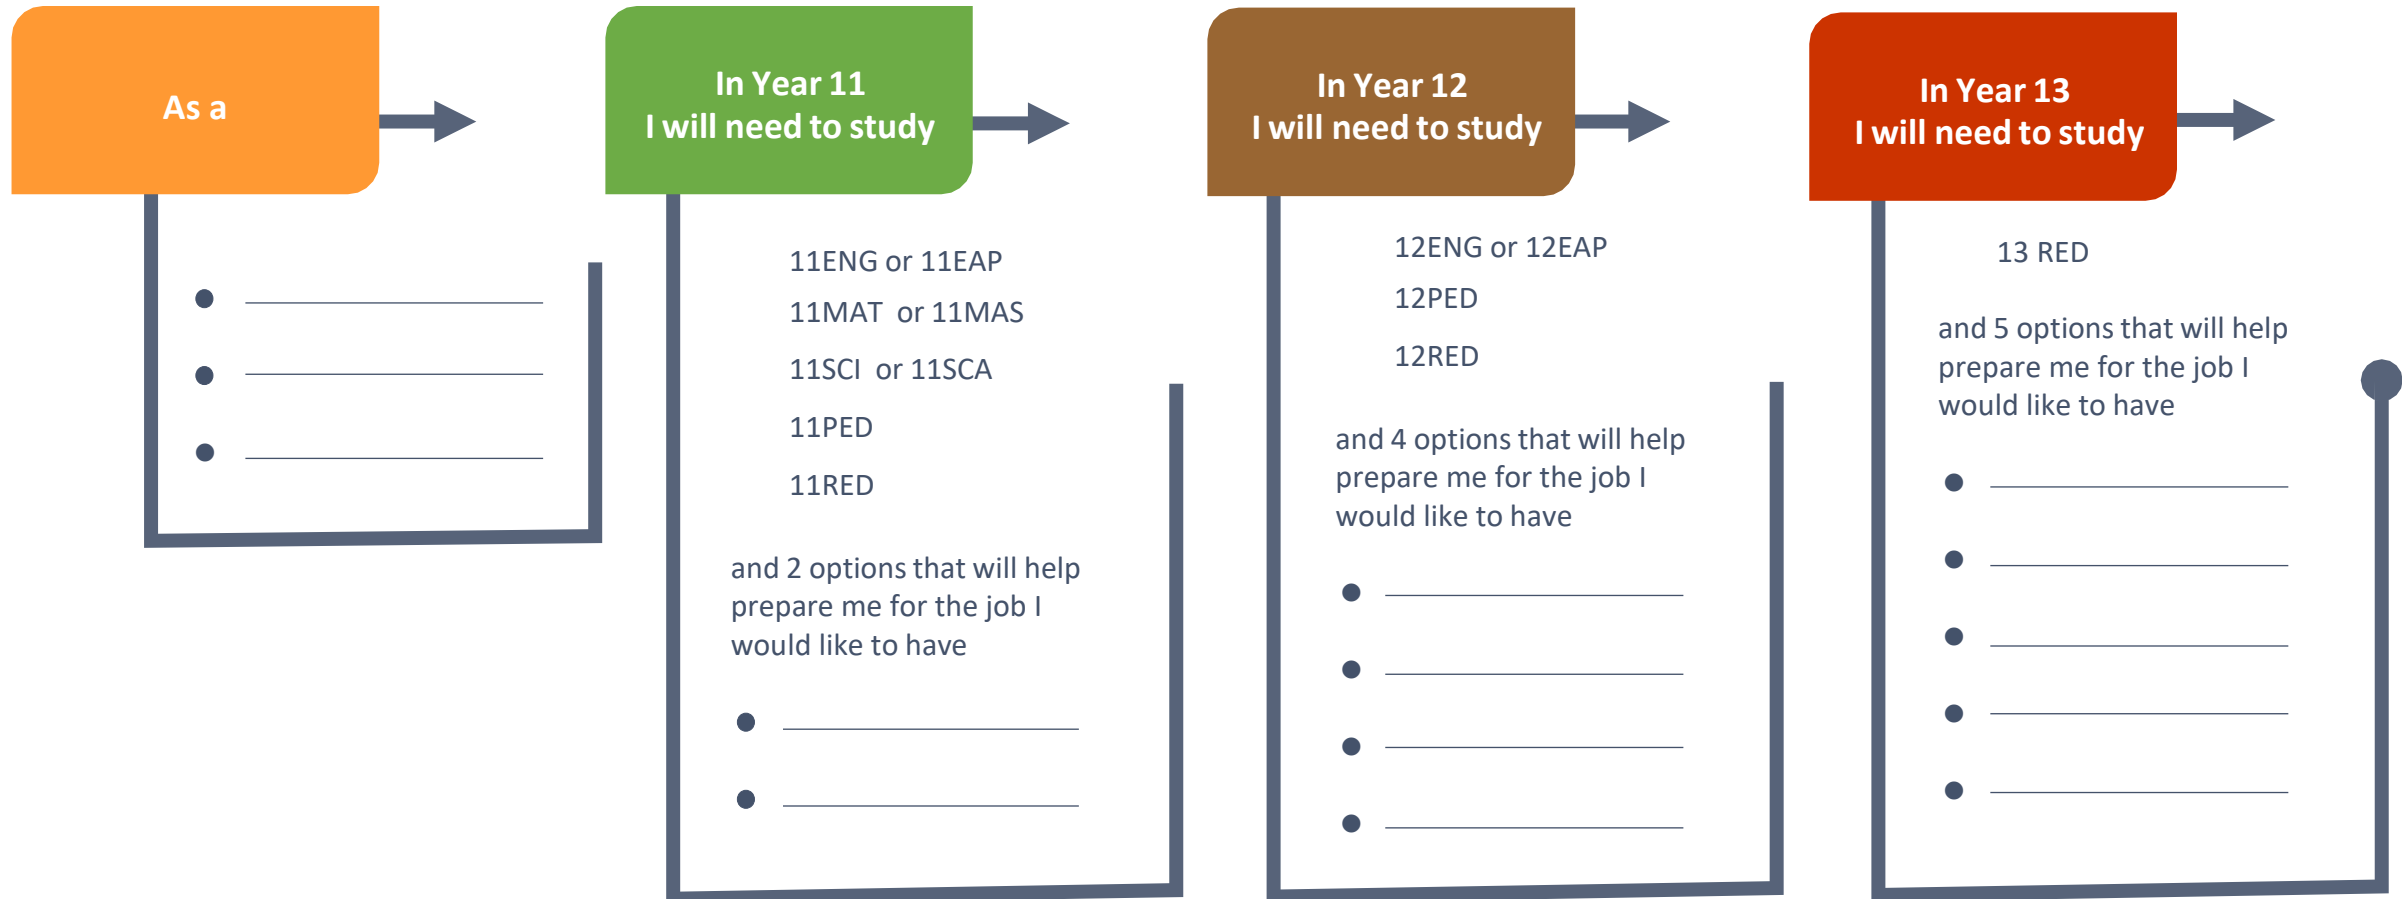 As a
In Year 11
I will need to study
11ENG or 11EAP
11MAT or 11MAS
11SCI or 11SCA
11PED
11RED
and 2 options that will help
prepare me for the job I
would like to have
In Year 12
I will need to study
12ENG or 12EAP
12PED
12RED
and 4 options that will help
prepare me for the job I
would like to have
In Year 13
I will need to study
13 RED
and 5 options that will help
prepare me for the job I
would like to have